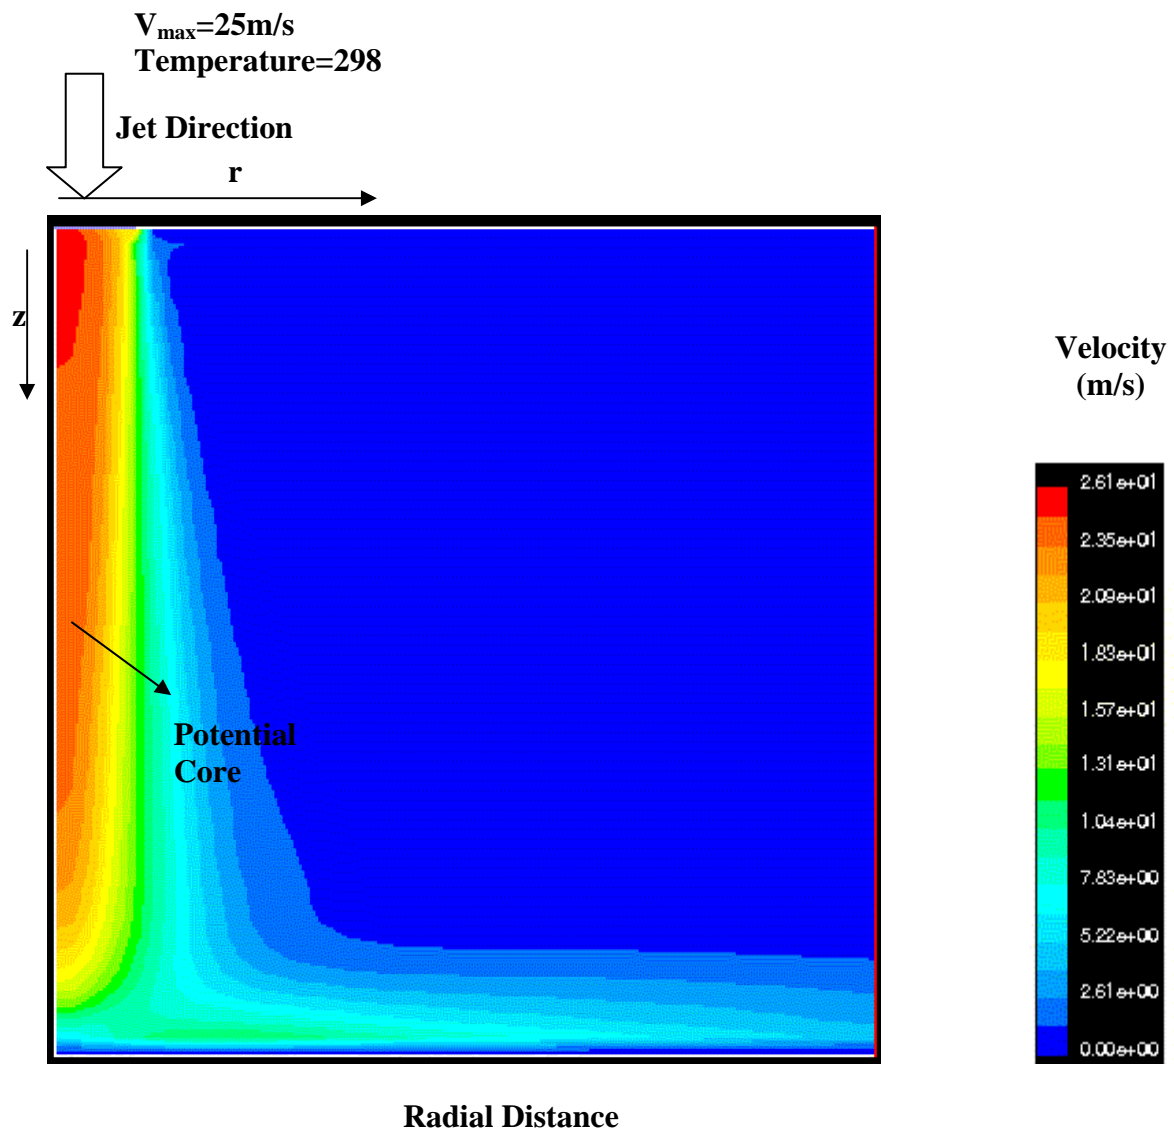 Vmax=25m/s
Temperature=298
Jet Direction
r
z
Velocity
(m/s)
2.61e+01
2.35e+01
2.09e+01
1.83e+01
1.57e+01
1.31e+01
1.04e+01
7.83e+00
5.22e+00
2.61e+00
0.00e+00
Potential
Core
Radial Distance